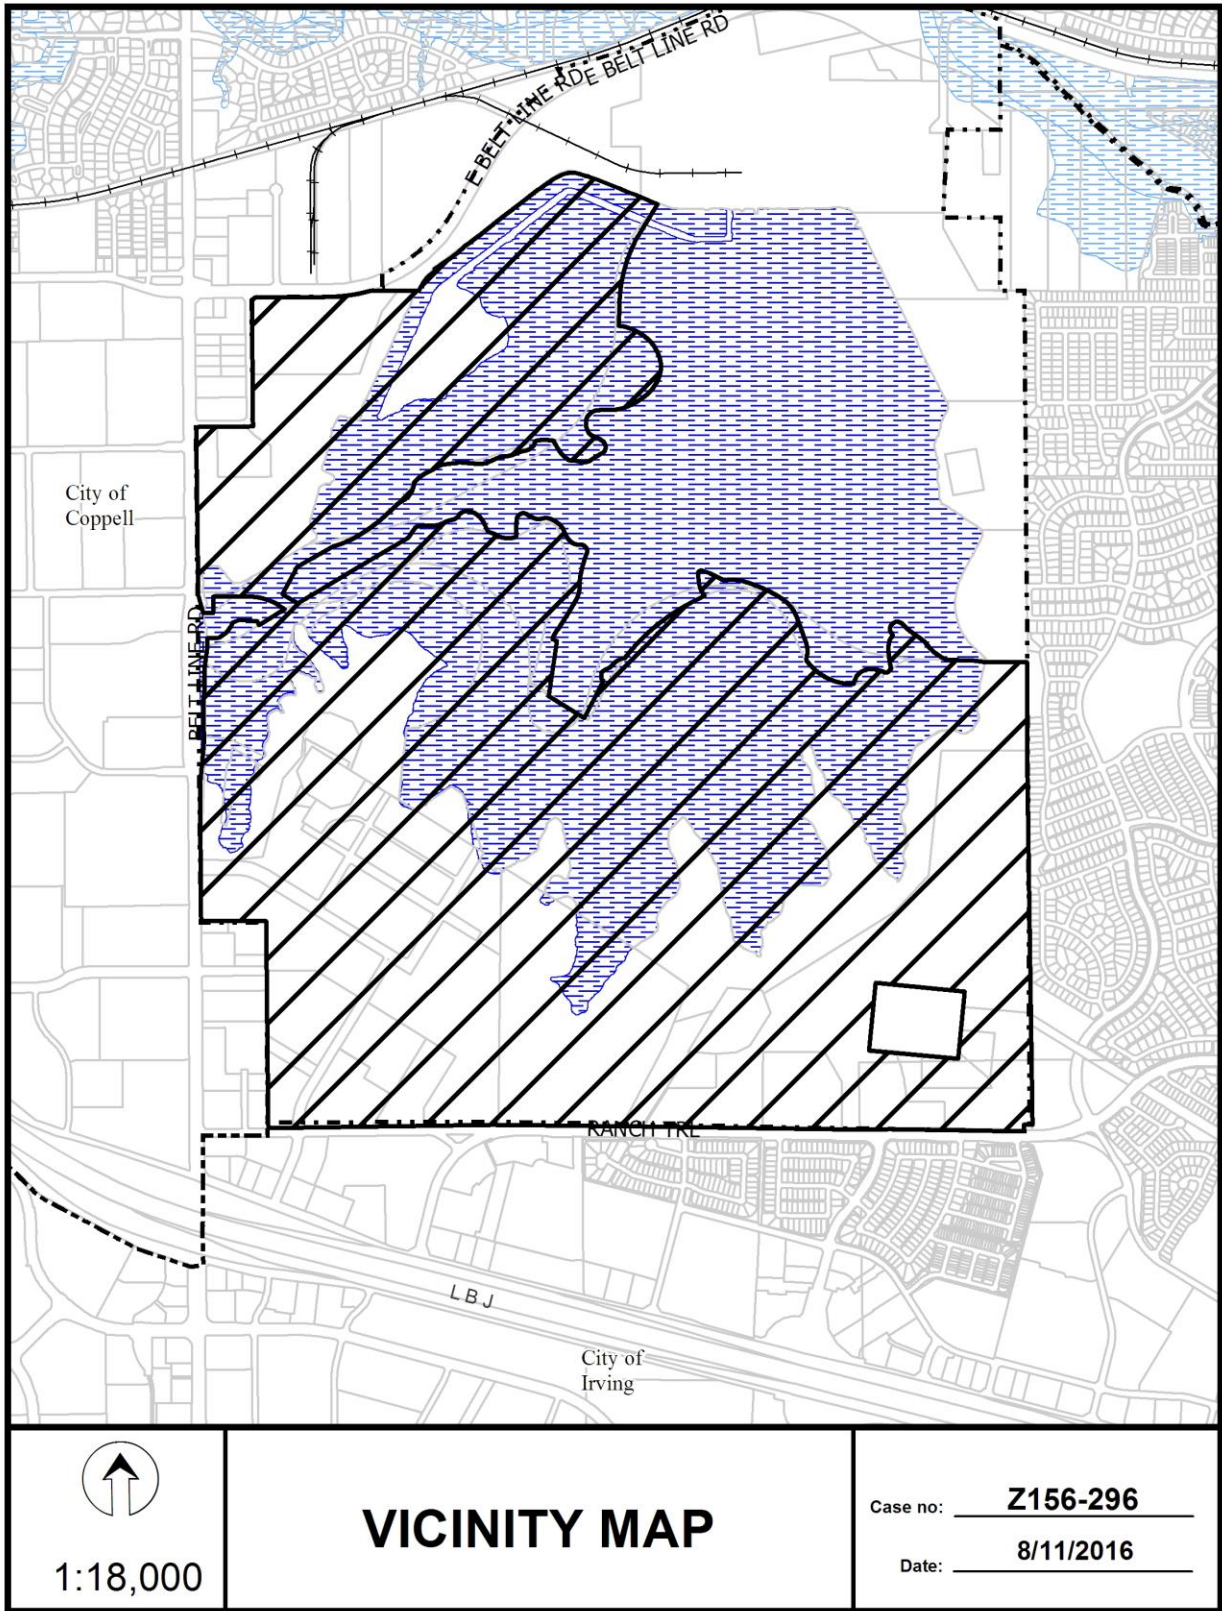 E BELT LINE RD
E BELT LINE RD
City of
Coppell
BELT LINE RD
RANCH TRL
LBJ
City of
Irving
1:18,000
VICINITY MAP
Case no: Z156-296
Date: 8/11/2016